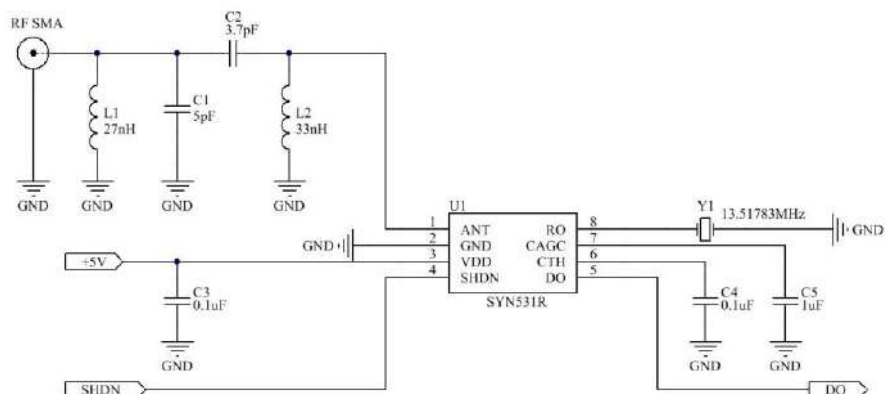 RF SMA
C2
3.7pF
L1
27nH
C1
5pF
L2
33nH
GND
GND
GND
GND
U1
1 ANT RO 8
2 GND CAGC 7
3 VDD CTH 6
4 SHDN DO 5
SYN531R
Y1
13.51783MHz
GND
GND
+5V
C3
0.1uF
GND
C4
0.1uF
C5
1uF
GND
GND
SHDN
DO